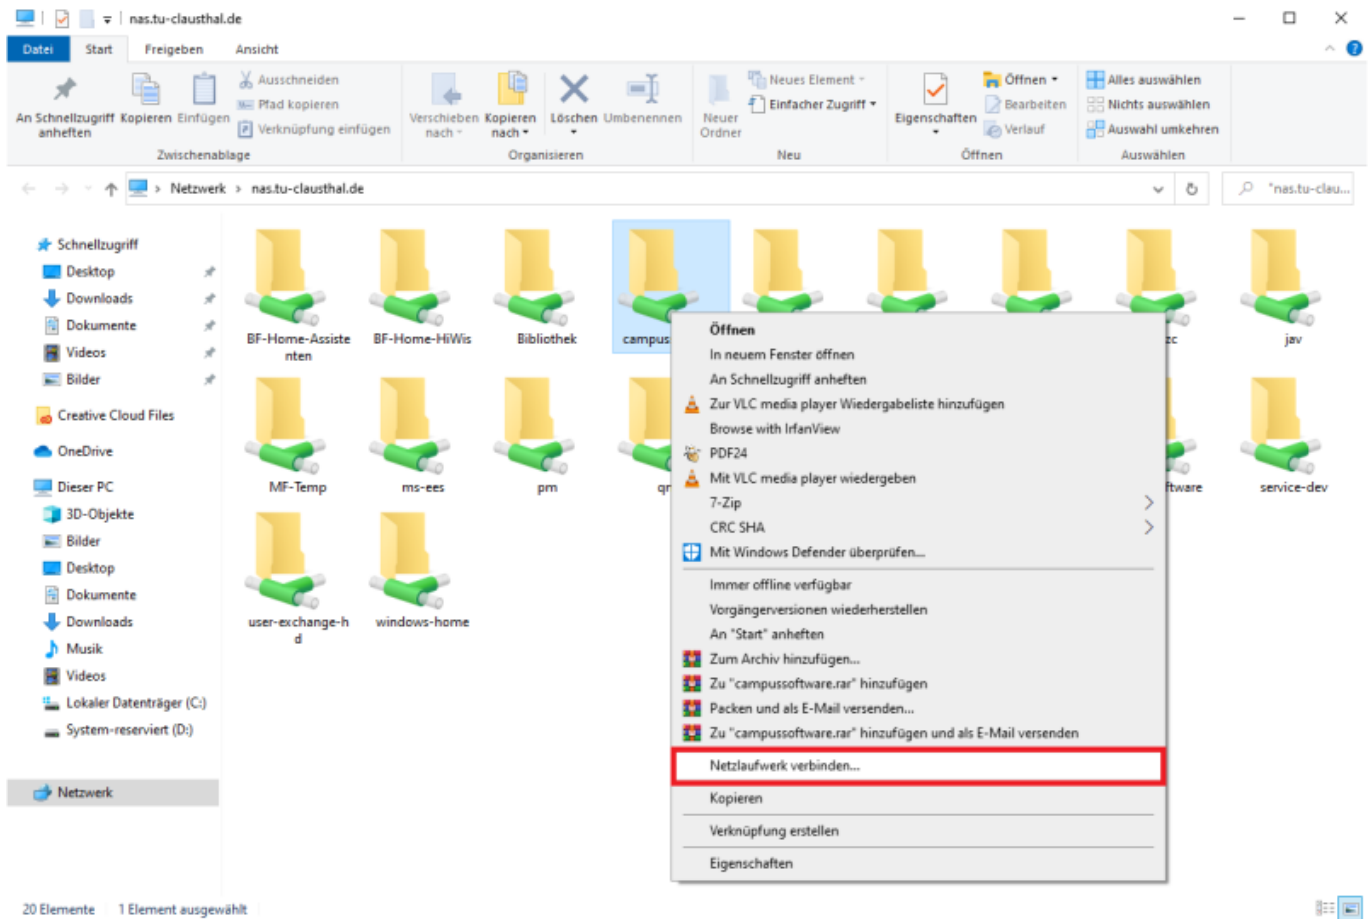 nas.tu-clausthal.de
Datei Start Freigeben Ansicht
An Schnellzugriff anheften
Kopieren
Einfügen
Ausschneiden
Pfad kopieren
Verknüpfung einfügen
Zwischenablage
Verschieben nach
Kopieren nach
Löschen
Umbenennen
Organisieren
Neuer Ordner
Neues Element
Einfacher Zugriff
Neu
Eigenschaften
Öffnen
Bearbeiten
Verlauf
Öffnen
Alles auswählen
Nichts auswählen
Auswahl umkehren
Auswählen
Netzwerk > nas.tu-clausthal.de
"nas.tu-clau...
Schnellzugriff
Desktop
Downloads
Dokumente
Videos
Bilder
Creative Cloud Files
OneDrive
Dieser PC
3D-Objekte
Bilder
Desktop
Dokumente
Downloads
Musik
Videos
Lokaler Datenträger (C:)
System-reserviert (D:)
Netzwerk
BF-Home-Assiste
nten
BF-Home-HiWis
Bibliothek
campus
zc
jav
MF-Temp
ms-ees
pm
ftware
service-dev
user-exchange-h
d
windows-home
Öffnen
In neuem Fenster öffnen
An Schnellzugriff anheften
Zur VLC media player Wiedergabeliste hinzufügen
Browse with IrfanView
PDF24
Mit VLC media player wiedergeben
7-Zip
CRC SHA
Mit Windows Defender überprüfen...
Immer offline verfügbar
Vorgängerversionen wiederherstellen
An "Start" anheften
Zum Archiv hinzufügen...
Zu "campussoftware.rar" hinzufügen
Packen und als E-Mail versenden...
Zu "campussoftware.rar" hinzufügen und als E-Mail versenden
Netzlaufwerk verbinden...
Kopieren
Verknüpfung erstellen
Eigenschaften
20 Elemente 1 Element ausgewählt